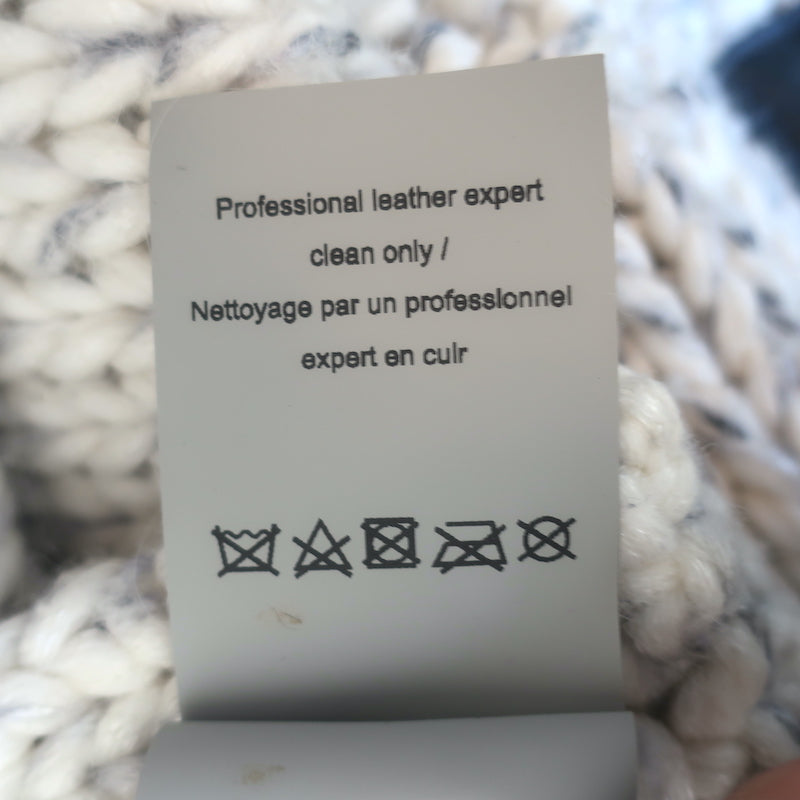 Professional leather expert
clean only /
Nettoyage par un professionnel
expert en cuir